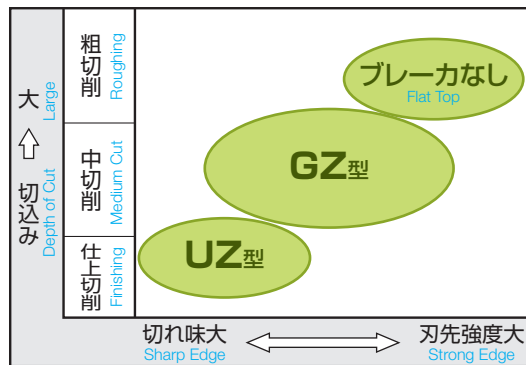 大
Large
切込み
Depth of Cut
粗切削
Roughing
中切削
Medium Cut
仕上切削
Finishing
ブレーカなし
Flat Top
GZ型
UZ型
切れ味大
Sharp Edge
刃先強度大
Strong Edge